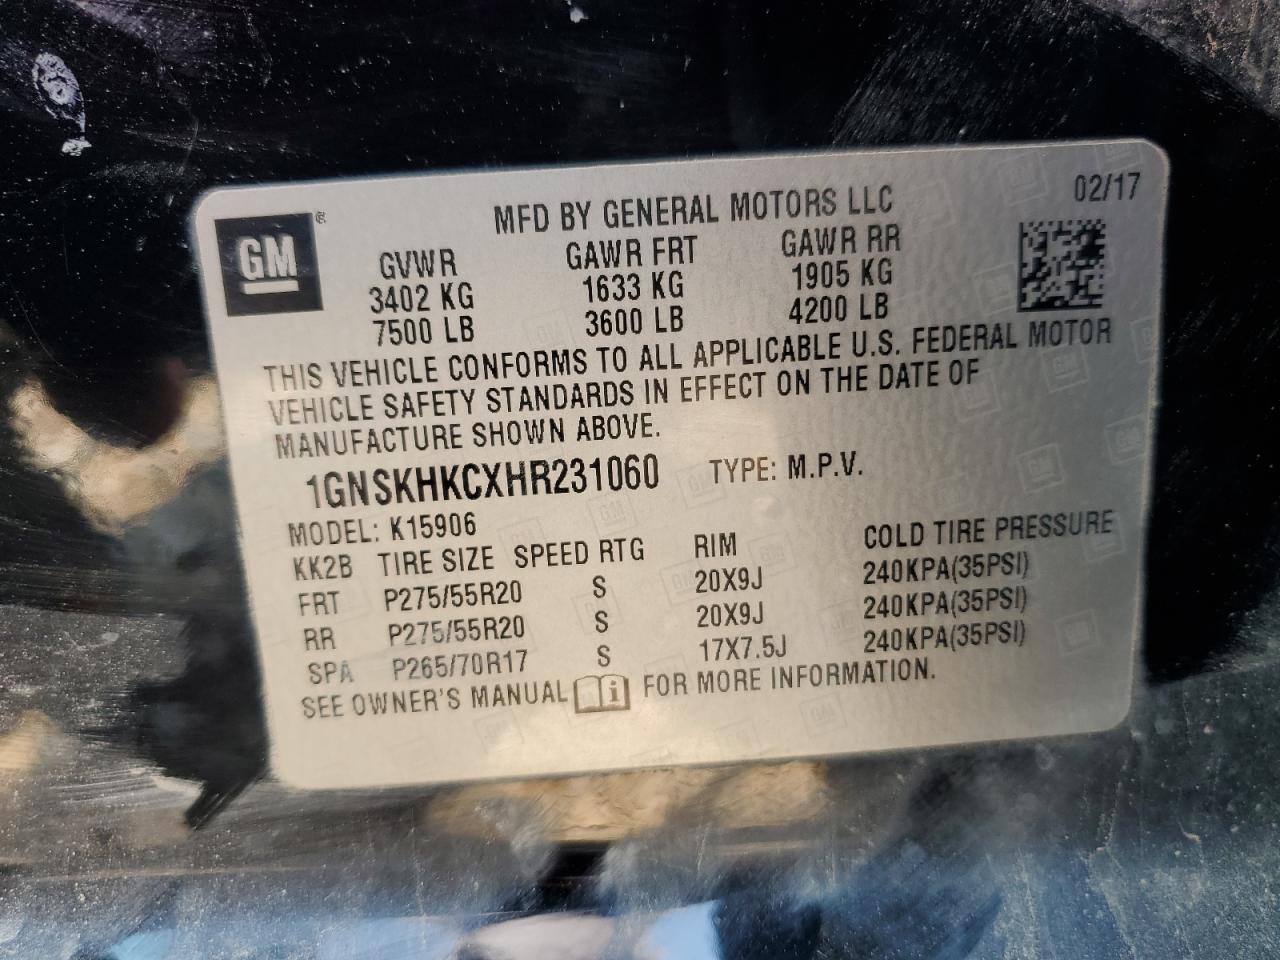 GM®
MFD BY GENERAL MOTORS LLC
02/17
GVWR GAWR FRT GAWR RR
3402 KG 1633 KG 1905 KG
7500 LB 3600 LB 4200 LB
THIS VEHICLE CONFORMS TO ALL APPLICABLE U.S. FEDERAL MOTOR
VEHICLE SAFETY STANDARDS IN EFFECT ON THE DATE OF
MANUFACTURE SHOWN ABOVE.
1GNSKHKCXHR231060 TYPE: M.P.V.
MODEL: K15906
KK2B TIRE SIZE SPEED RTG RIM COLD TIRE PRESSURE
FRT P275/55R20 S 20X9J 240KPA(35PSI)
RR P275/55R20 S 20X9J 240KPA(35PSI)
SPA P265/70R17 S 17X7.5J 240KPA(35PSI)
SEE OWNER'S MANUAL i FOR MORE INFORMATION.